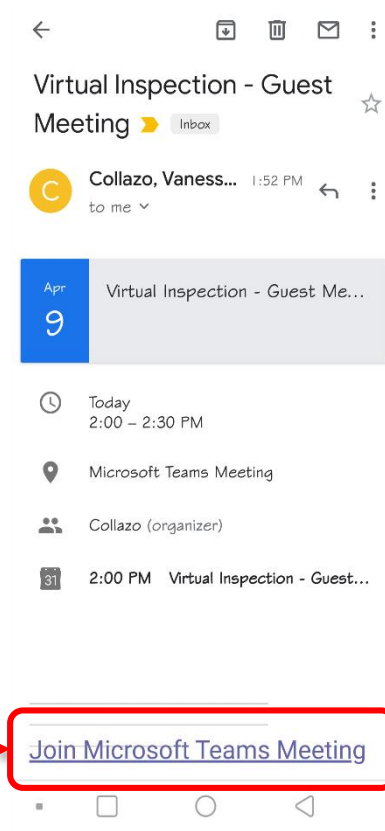 Virtual Inspection - Guest
Meeting Inbox
C
Collazo, Vaness... 1:52 PM
to me
Apr
9
Virtual Inspection - Guest Me...
Today
2:00 – 2:30 PM
Microsoft Teams Meeting
Collazo (organizer)
31 2:00 PM Virtual Inspection - Guest...
Join Microsoft Teams Meeting